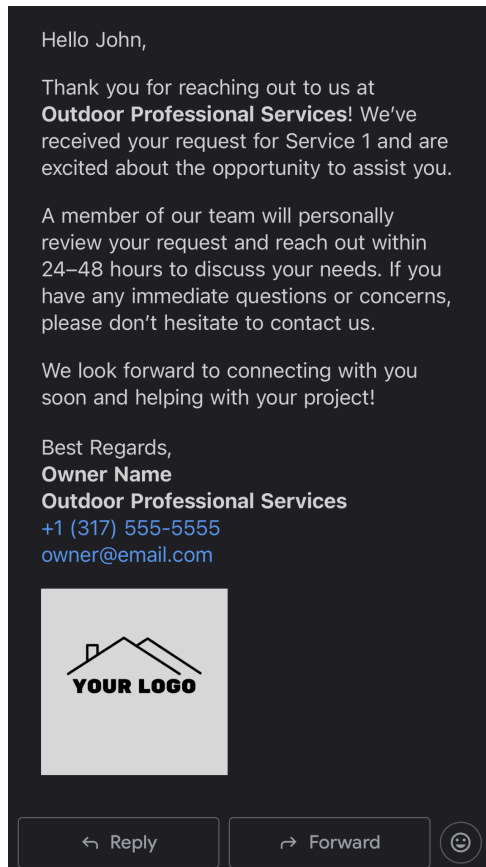 Hello John,
Thank you for reaching out to us at
Outdoor Professional Services! We’ve
received your request for Service 1 and are
excited about the opportunity to assist you.
A member of our team will personally
review your request and reach out within
24–48 hours to discuss your needs. If you
have any immediate questions or concerns,
please don’t hesitate to contact us.
We look forward to connecting with you
soon and helping with your project!
Best Regards,
Owner Name
Outdoor Professional Services
+1 (317) 555-5555
owner@email.com
YOUR LOGO
Reply
Forward